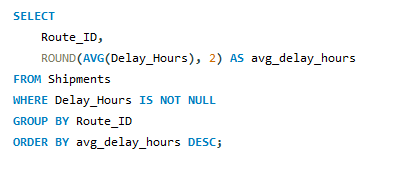 SELECT
    Route_ID,
    ROUND(AVG(Delay_Hours), 2) AS avg_delay_hours
FROM Shipments
WHERE Delay_Hours IS NOT NULL
GROUP BY Route_ID
ORDER BY avg_delay_hours DESC;